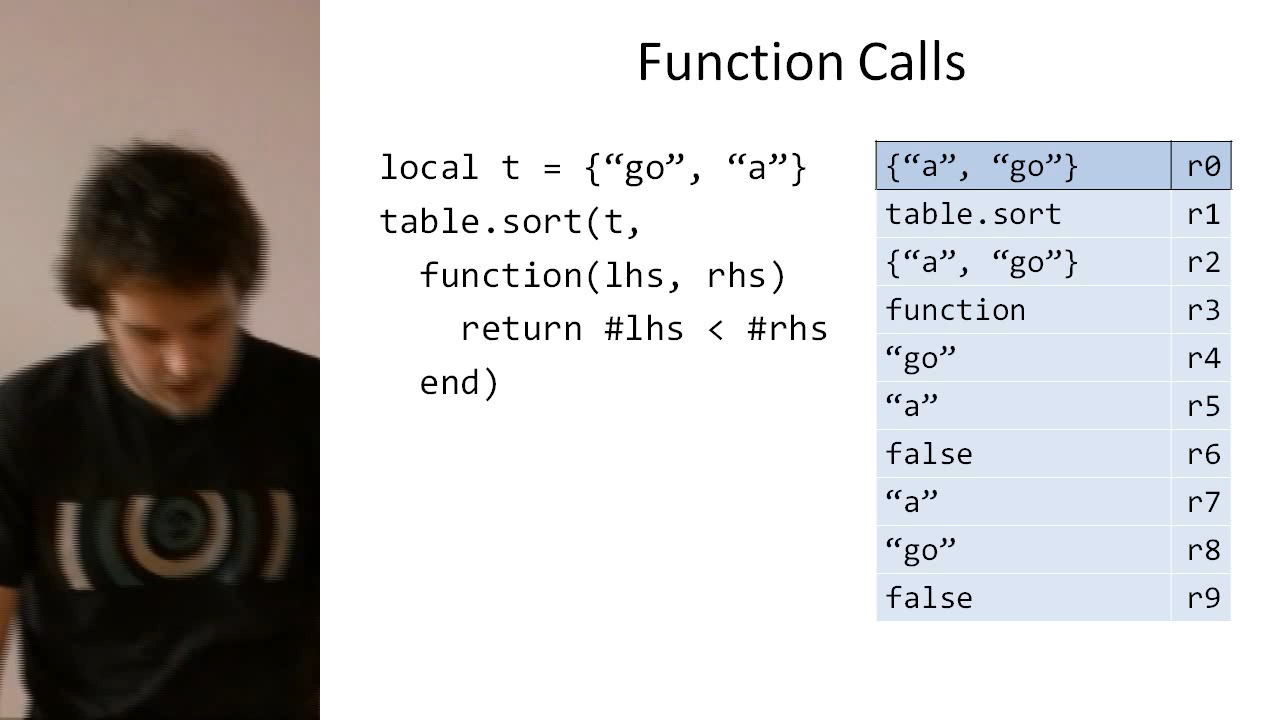 Function Calls
local t = {“go”, “a”}
table.sort(t,
  function(lhs, rhs)
    return #lhs < #rhs
  end)
{“a”, “go”} r0
table.sort r1
{“a”, “go”} r2
function r3
“go” r4
“a” r5
false r6
“a” r7
“go” r8
false r9